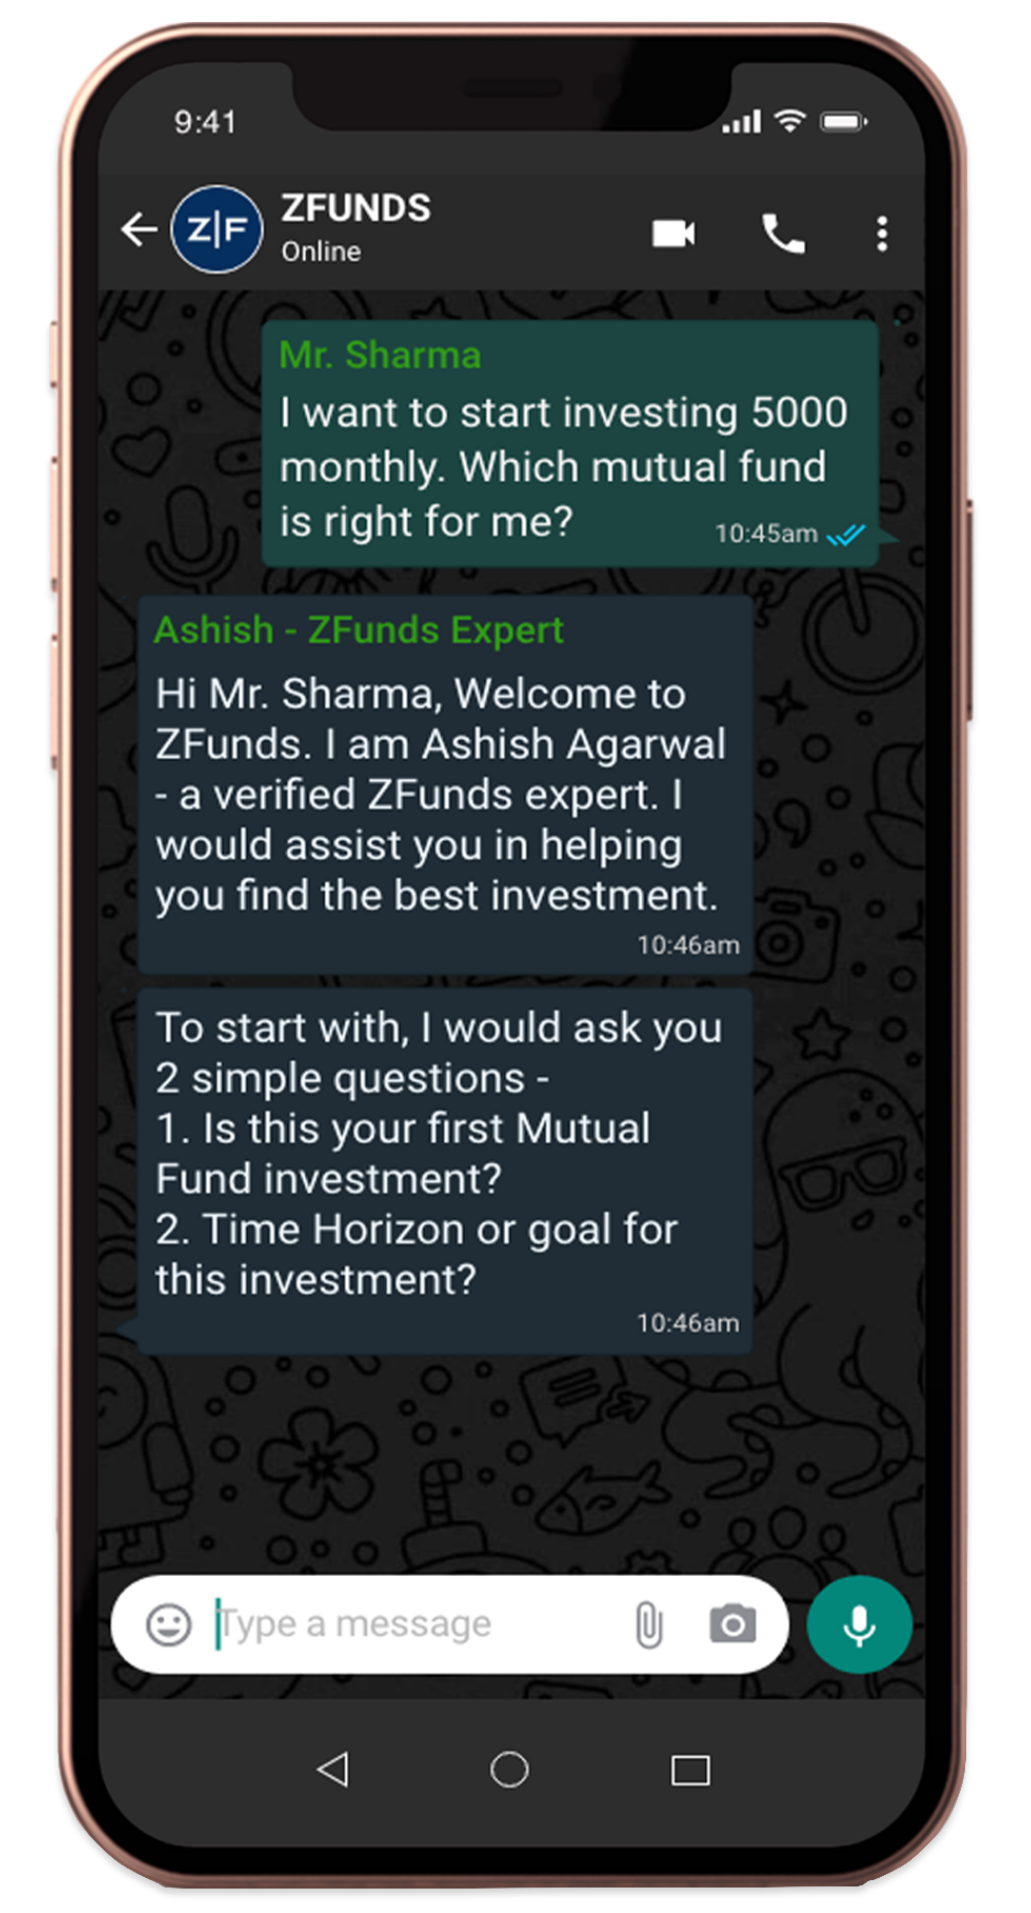 9:41
Z|F
ZFUNDS
Online
Mr. Sharma
I want to start investing 5000
monthly. Which mutual fund
is right for me?
10:45am
Ashish - ZFunds Expert
Hi Mr. Sharma, Welcome to
ZFunds. I am Ashish Agarwal
- a verified ZFunds expert. I
would assist you in helping
you find the best investment.
10:46am
To start with, I would ask you
2 simple questions -
1. Is this your first Mutual
Fund investment?
2. Time Horizon or goal for
this investment?
10:46am
Type a message